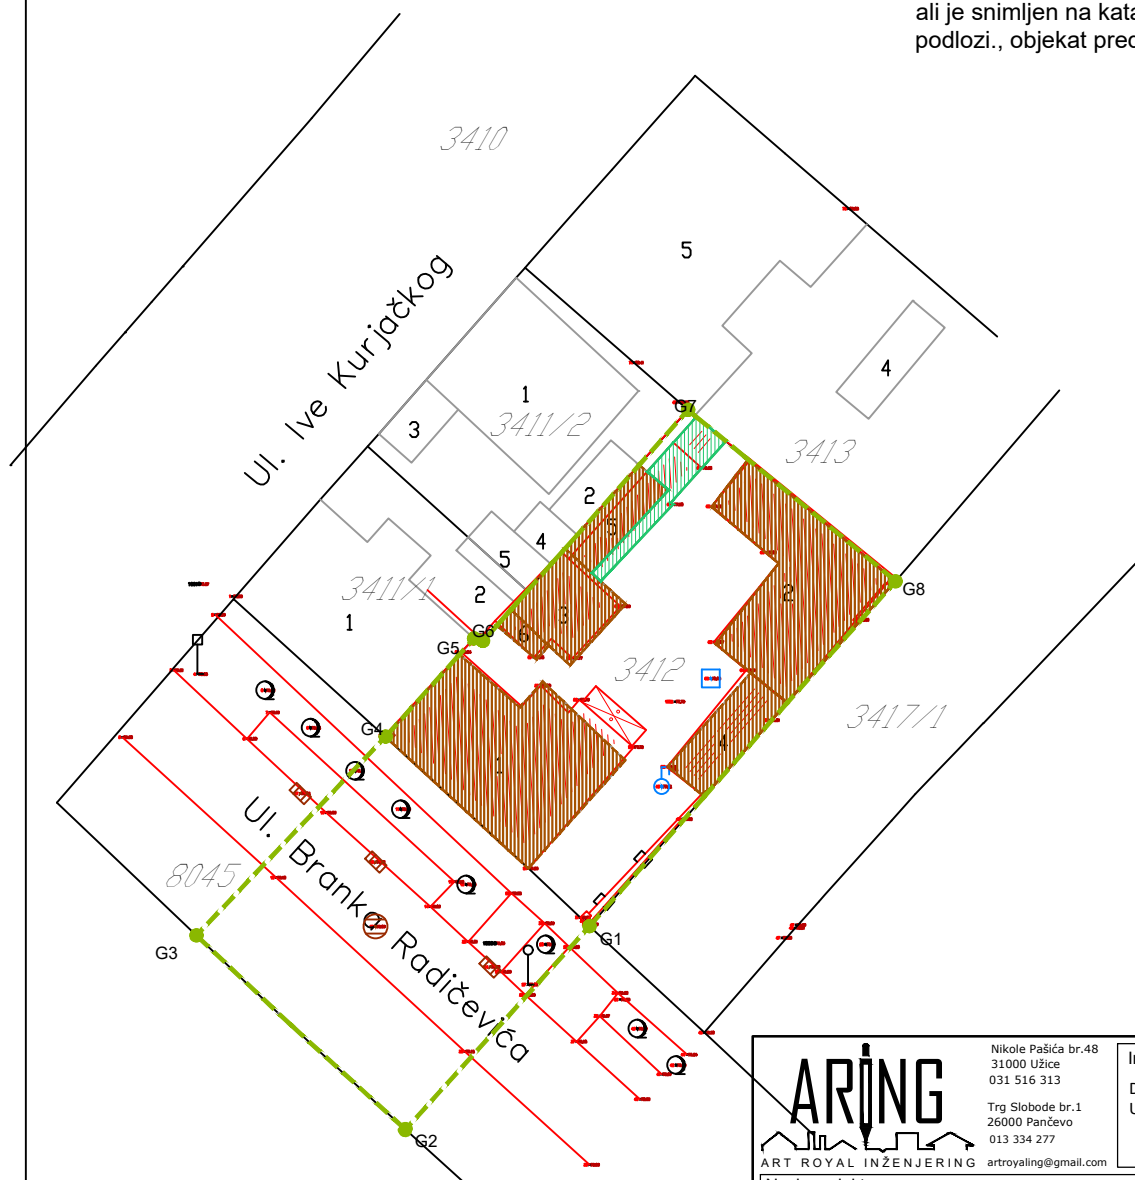 ali je snimljen na kata
podlozi., objekat pred
3410
5
Ul. Ive Kurjačkog
4
1
3
3411/2
G7
3413
2
5
4
5
G8
2
3411/1
2
3
1
6
G6
G5
3412
3417/1
G4
1
4
Ul. Branka Radičevića
8045
G3
G1
G2
ARING
ART ROYAL INŽENJERING
Nikole Pašića br.48
31000 Užice
031 516 313
Trg Slobode br.1
26000 Pančevo
013 334 277
artroyaling@gmail.com